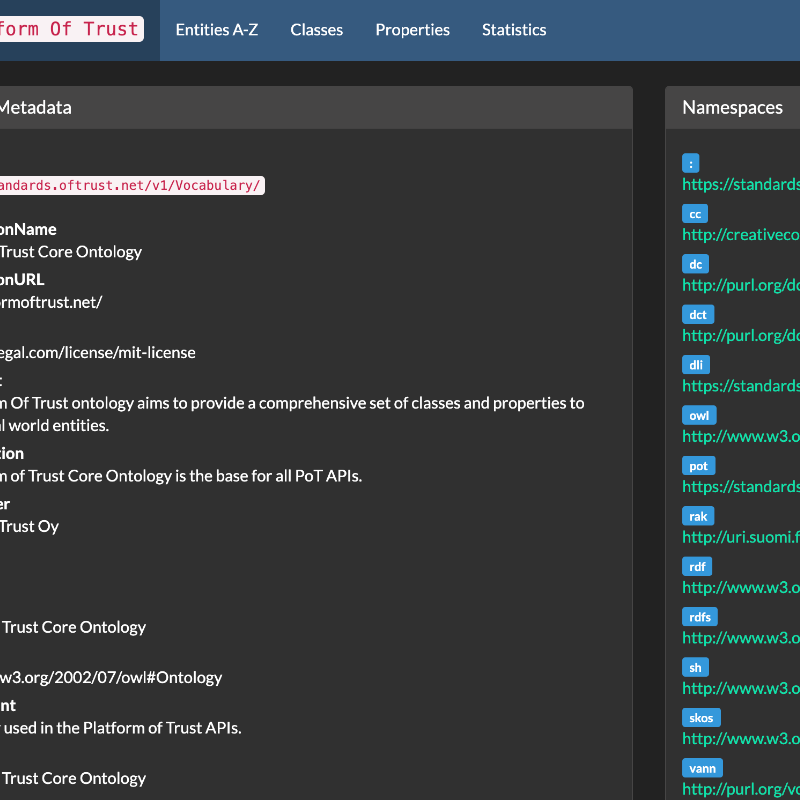 form Of Trust
Entities A-Z
Classes
Properties
Statistics
Metadata
andards.oftrust.net/v1/Vocabulary/
onName
Trust Core Ontology
onURL
ormoftrust.net/
egal.com/license/mit-license
t
m Of Trust ontology aims to provide a comprehensive set of classes and properties to
l world entities.
tion
m of Trust Core Ontology is the base for all PoT APIs.
er
Trust Oy
Trust Core Ontology
w3.org/2002/07/owl#Ontology
nt
y used in the Platform of Trust APIs.
Trust Core Ontology
Namespaces
:
https://standards
cc
http://creativeco
dc
http://purl.org/dc
dct
http://purl.org/dc
dli
https://standards
owl
http://www.w3.o
pot
https://standards
rak
http://uri.suomi.f
rdf
http://www.w3.o
rdfs
http://www.w3.o
sh
http://www.w3.o
skos
http://www.w3.o
vann
http://purl.org/vo